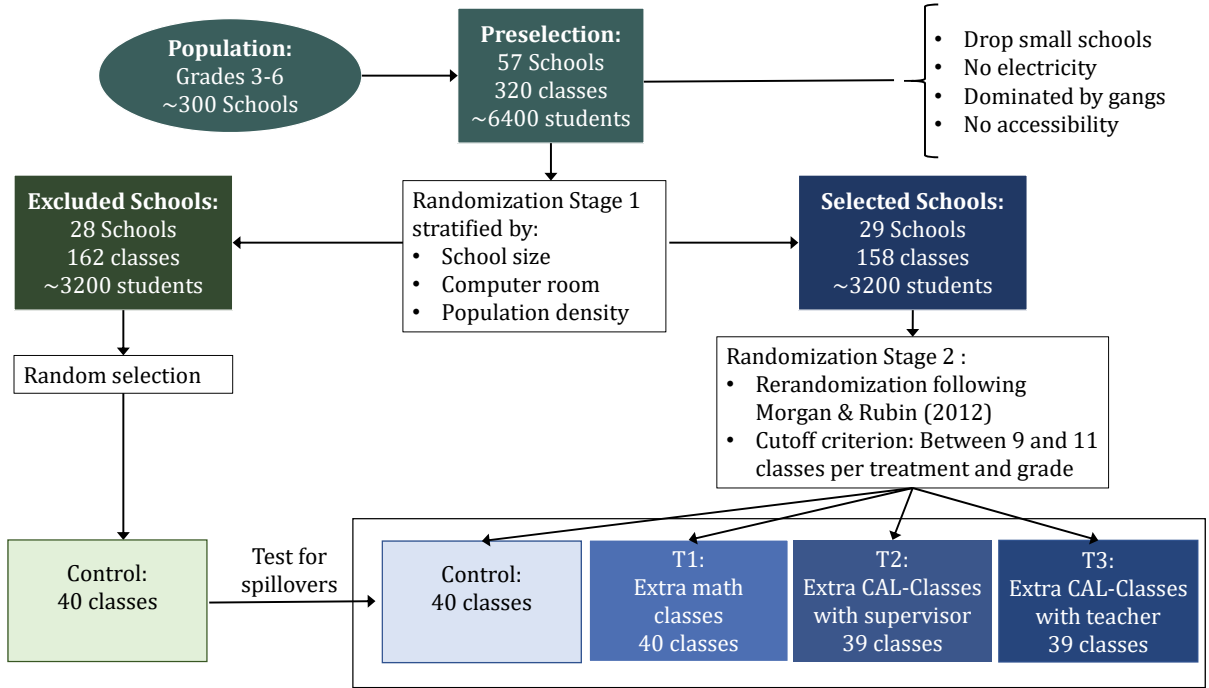 Population:
Grades 3-6
~300 Schools
Preselection:
57 Schools
320 classes
~6400 students
• Drop small schools
• No electricity
• Dominated by gangs
• No accessibility
Excluded Schools:
28 Schools
162 classes
~3200 students
Randomization Stage 1
stratified by:
• School size
• Computer room
• Population density
Selected Schools:
29 Schools
158 classes
~3200 students
Random selection
Randomization Stage 2 :
• Rerandomization following
Morgan & Rubin (2012)
• Cutoff criterion: Between 9 and 11
classes per treatment and grade
Control:
40 classes
Test for
spillovers
Control:
40 classes
T1:
Extra math
classes
40 classes
T2:
Extra CAL-Classes
with supervisor
39 classes
T3:
Extra CAL-Classes
with teacher
39 classes